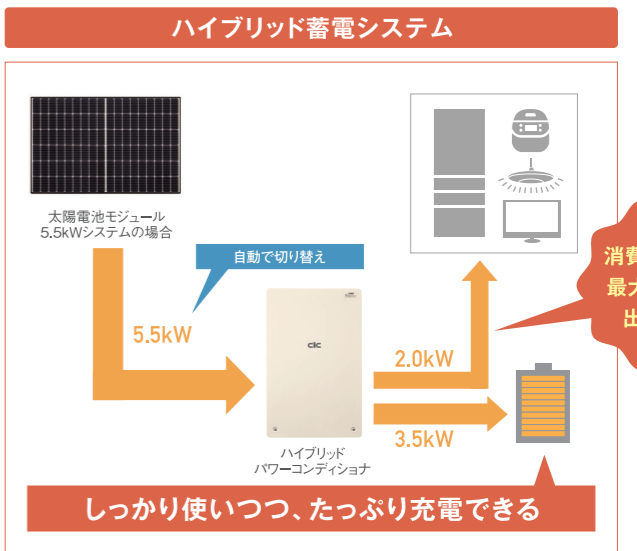 ハイブリッド蓄電システム
太陽電池モジュール
5.5kWシステムの場合
自動で切り替え
5.5kW
CIC
2.0kW
3.5kW
ハイブリッド
パワーコンディショナ
消費
最大
出
しっかり使いつつ、たっぷり充電できる